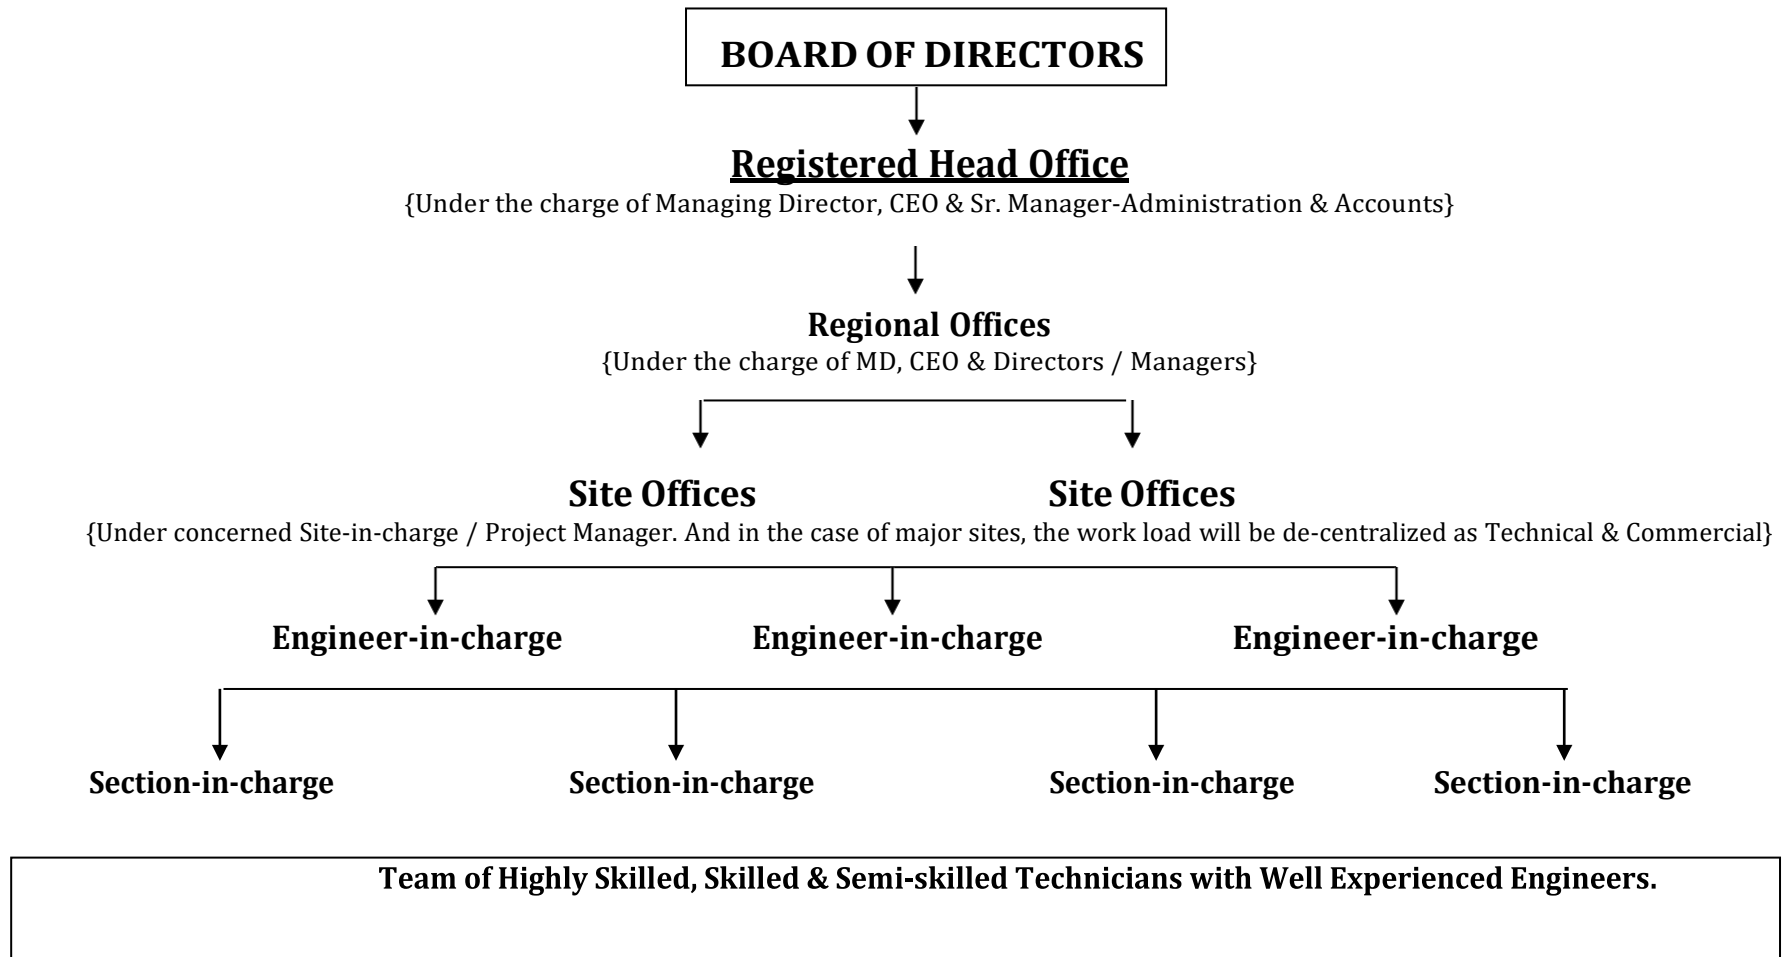 BOARD OF DIRECTORS
Registered Head Office
{Under the charge of Managing Director, CEO & Sr. Manager-Administration & Accounts}
Regional Offices
{Under the charge of MD, CEO & Directors / Managers}
Site Offices Site Offices
{Under concerned Site-in-charge / Project Manager. And in the case of major sites, the work load will be de-centralized as Technical & Commercial}
Engineer-in-charge Engineer-in-charge Engineer-in-charge
Section-in-charge Section-in-charge Section-in-charge Section-in-charge
Team of Highly Skilled, Skilled & Semi-skilled Technicians with Well Experienced Engineers.